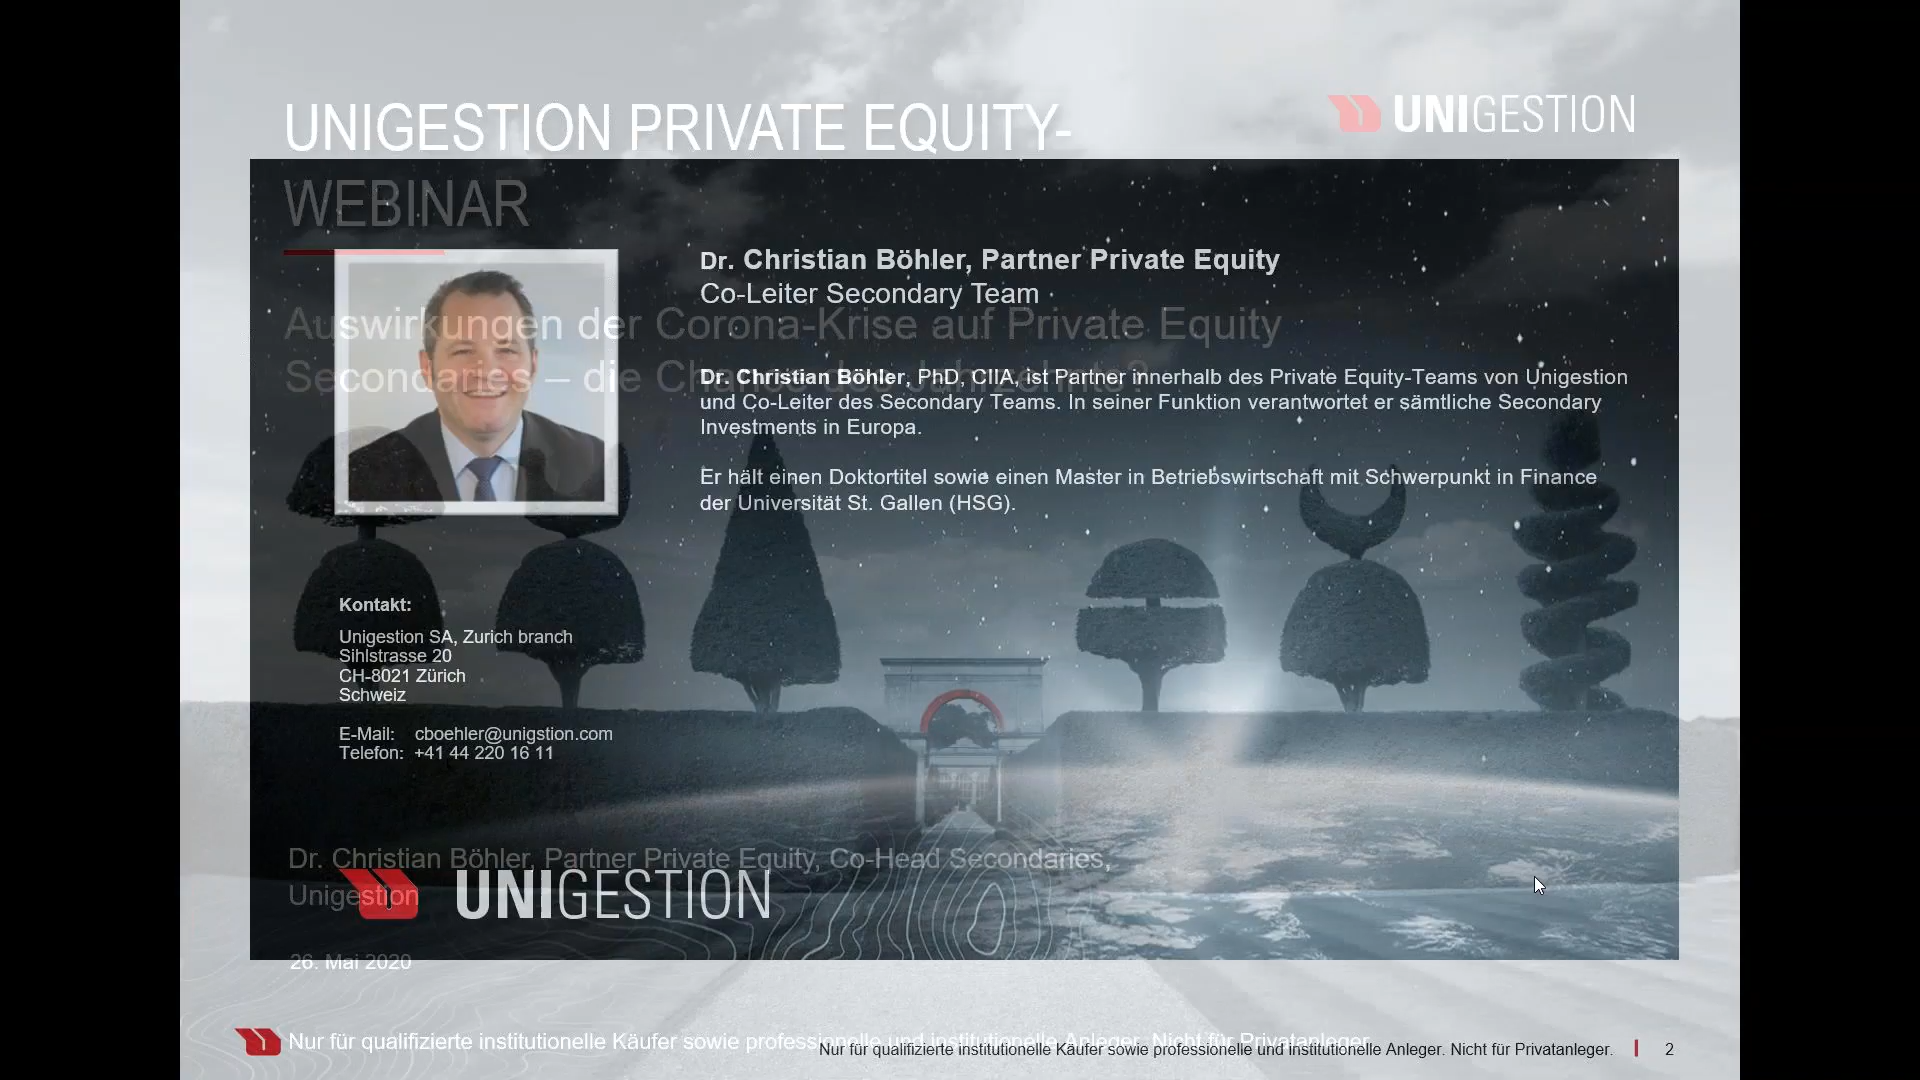 UNIGESTION PRIVATE EQUITY-
WEBINAR
UNIGESTION
Auswirkungen der Corona-Krise auf Private Equity
Secondaries – die Chance des Jahrzehnts?
Dr. Christian Böhler, Partner Private Equity
Co-Leiter Secondary Team
Dr. Christian Böhler, PhD, CIIA, ist Partner innerhalb des Private Equity-Teams von Unigestion
und Co-Leiter des Secondary Teams. In seiner Funktion verantwortet er sämtliche Secondary
Investments in Europa.
Er hält einen Doktortitel sowie einen Master in Betriebswirtschaft mit Schwerpunkt in Finance
der Universität St. Gallen (HSG).
Kontakt:
Unigestion SA, Zurich branch
Sihlstrasse 20
CH-8021 Zürich
Schweiz
E-Mail: cboehler@unigstion.com
Telefon: +41 44 220 16 11
Dr. Christian Böhler, Partner Private Equity, Co-Head Secondaries,
Unigestion
UNIGESTION
26. Mai 2020
Nur für qualifizierte institutionelle Käufer sowie professionelle und institutionelle Anleger. Nicht für Privatanleger.
Nur für qualifizierte institutionelle Käufer sowie professionelle und institutionelle Anleger. Nicht für Privatanleger.
2